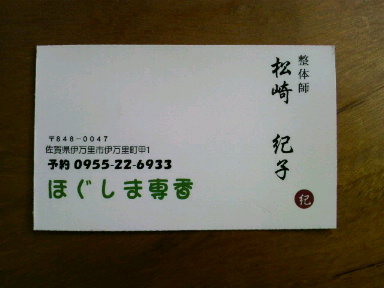 整体師
松崎 紀子
紀
〒848-0047
佐賀県伊万里市伊万里町甲1
予約 0955-22-6933
ほぐしま専香